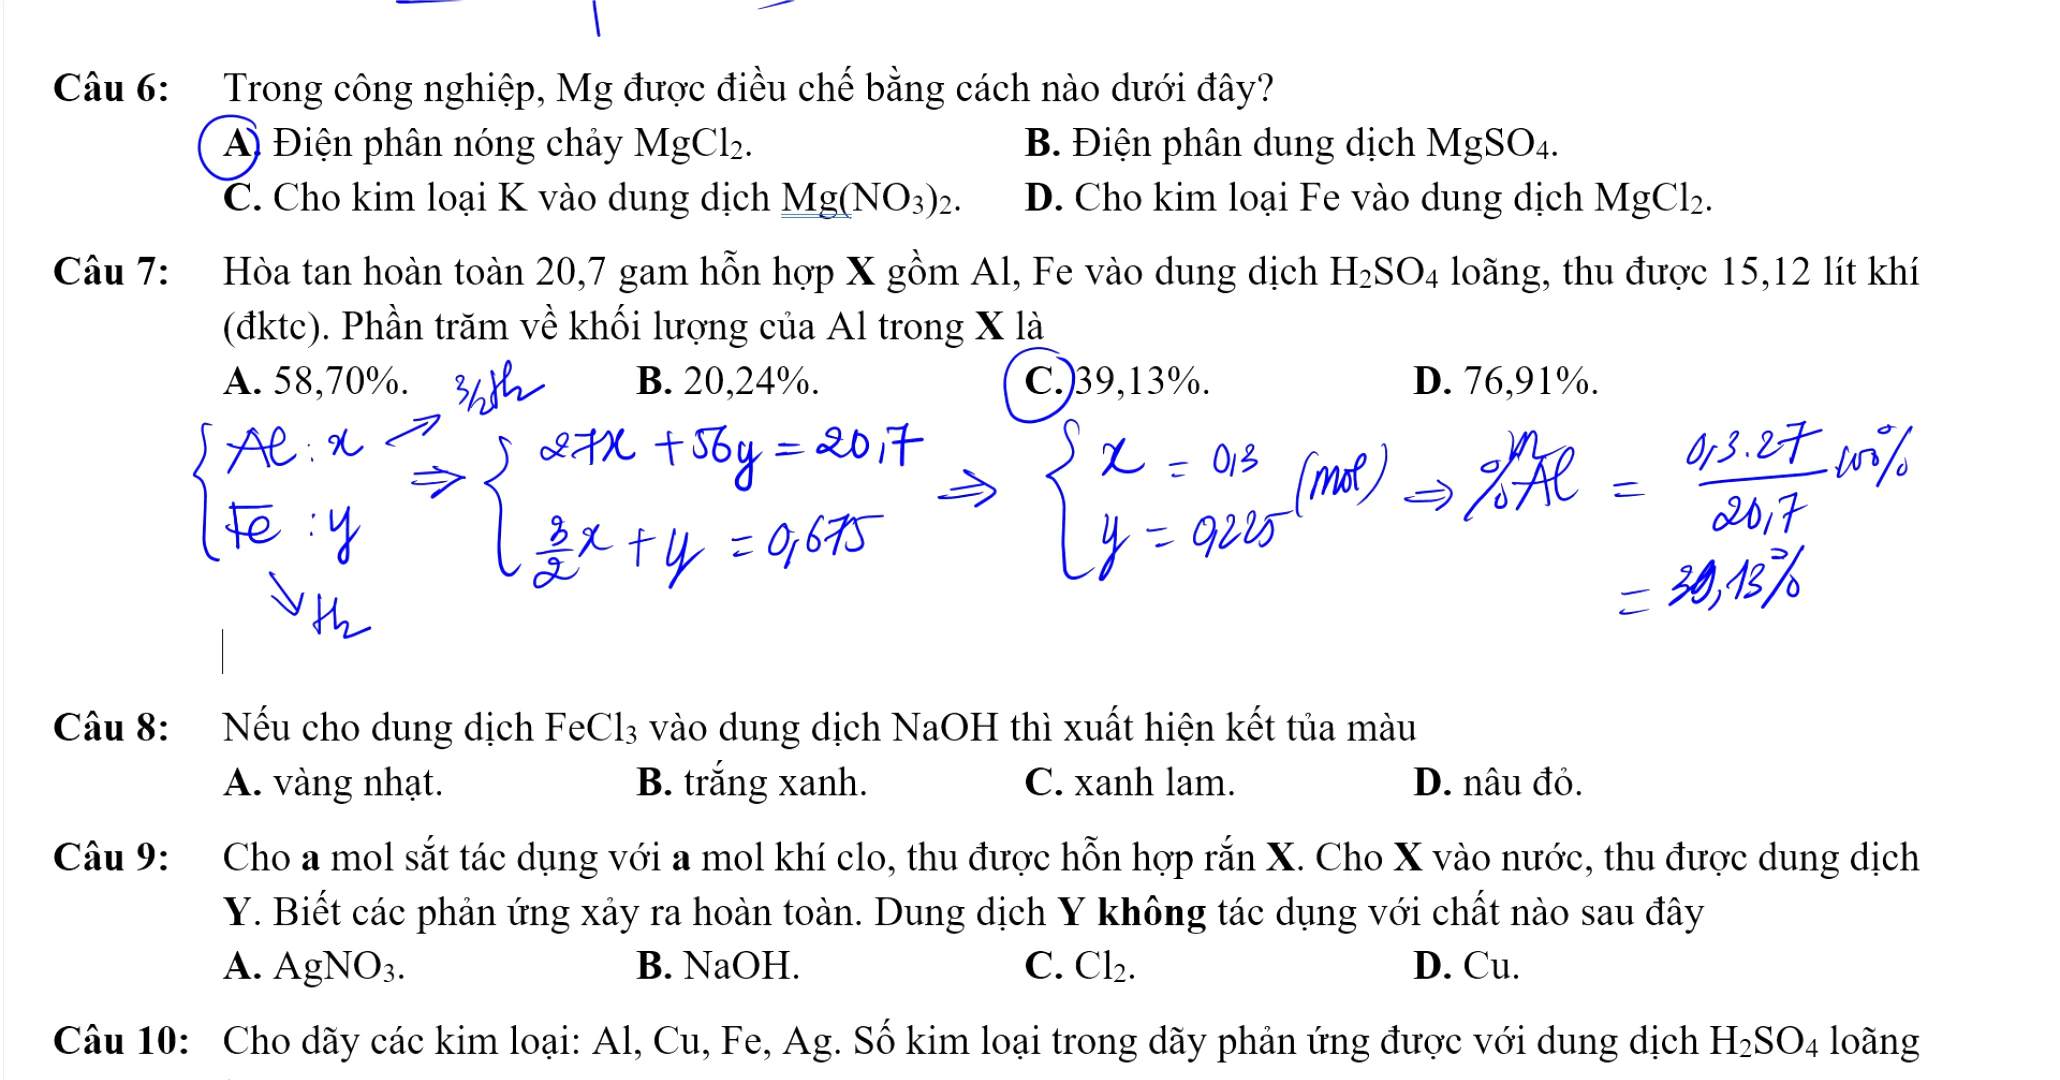 Câu 6: Trong công nghiệp, Mg được điều chế bằng cách nào dưới đây?
A. Điện phân nóng chảy MgCl₂. B. Điện phân dung dịch MgSO₄.
C. Cho kim loại K vào dung dịch Mg(NO₃)₂. D. Cho kim loại Fe vào dung dịch MgCl₂.
Câu 7: Hòa tan hoàn toàn 20,7 gam hỗn hợp X gồm Al, Fe vào dung dịch H₂SO₄ loãng, thu được 15,12 lít khí
(đktc). Phần trăm về khối lượng của Al trong X là
A. 58,70%. B. 20,24%. C. 39,13%. D. 76,91%.
3/2H₂
{ Al : x ⇒ { 27x + 56y = 20,7 ⇒ { x = 0,3 (mol) ⇒ %mAl = 0,3.27/20,7 100%
Fe : y 3/2x + y = 0,675 y = 0,225
= 39,13%
H₂
Câu 8: Nếu cho dung dịch FeCl₃ vào dung dịch NaOH thì xuất hiện kết tủa màu
A. vàng nhạt. B. trắng xanh. C. xanh lam. D. nâu đỏ.
Câu 9: Cho a mol sắt tác dụng với a mol khí clo, thu được hỗn hợp rắn X. Cho X vào nước, thu được dung dịch
Y. Biết các phản ứng xảy ra hoàn toàn. Dung dịch Y không tác dụng với chất nào sau đây
A. AgNO₃. B. NaOH. C. Cl₂. D. Cu.
Câu 10: Cho dãy các kim loại: Al, Cu, Fe, Ag. Số kim loại trong dãy phản ứng được với dung dịch H₂SO₄ loãng